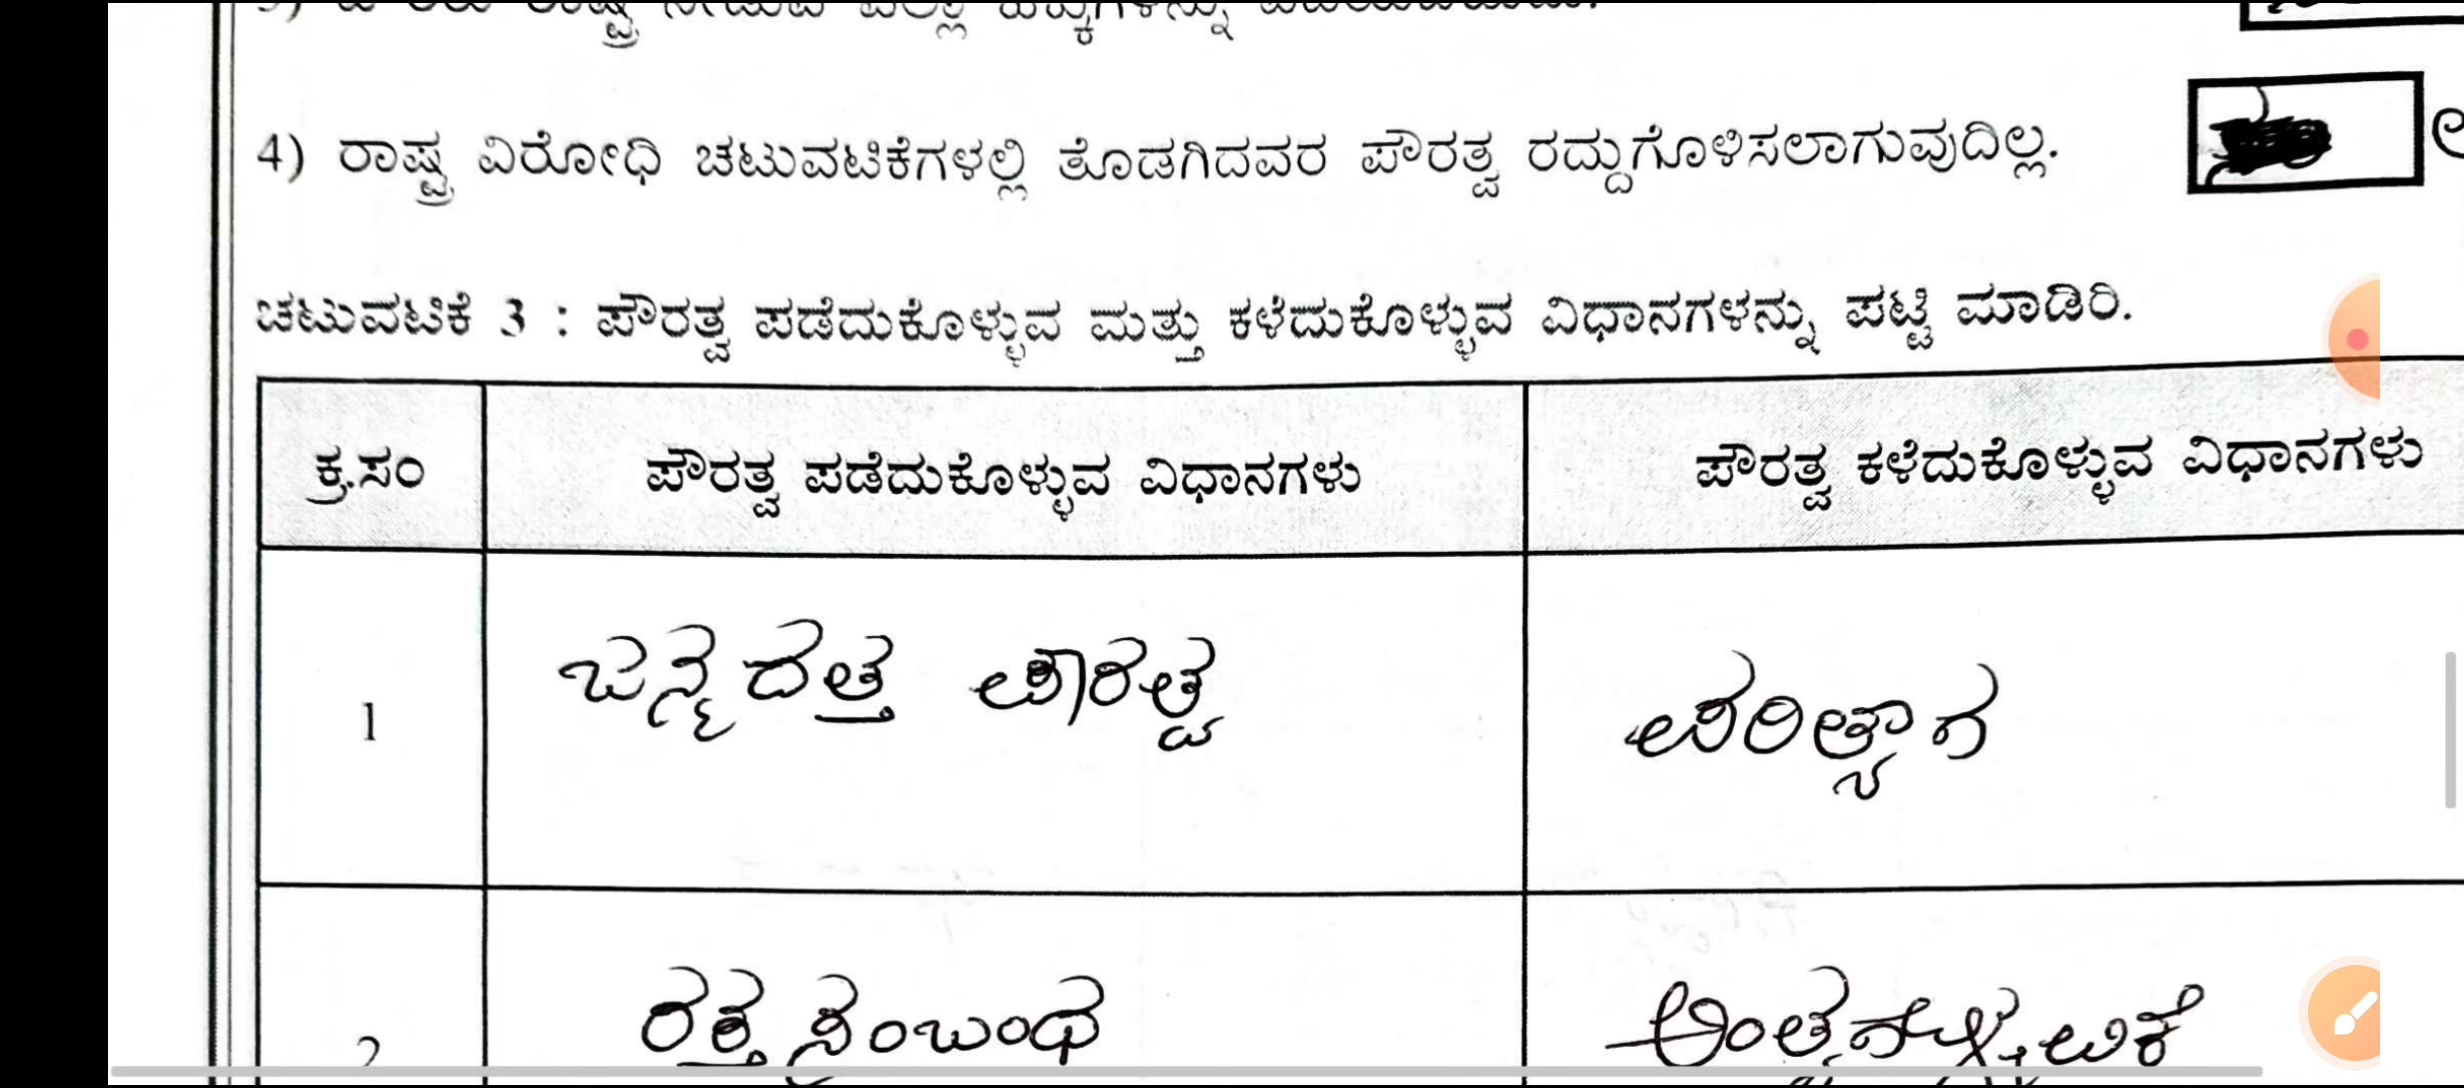 4) ರಾಷ್ಟ್ರ ವಿರೋಧಿ ಚಟುವಟಿಕೆಗಳಲ್ಲಿ ತೊಡಗಿದವರ ಪೌರತ್ವ ರದ್ದುಗೊಳಿಸಲಾಗುವುದಿಲ್ಲ.
ಚಟುವಟಿಕೆ 3 : ಪೌರತ್ವ ಪಡೆದುಕೊಳ್ಳುವ ಮತ್ತು ಕಳೆದುಕೊಳ್ಳುವ ವಿಧಾನಗಳನ್ನು ಪಟ್ಟಿ ಮಾಡಿರಿ.
ಕ್ರ.ಸಂ ಪೌರತ್ವ ಪಡೆದುಕೊಳ್ಳುವ ವಿಧಾನಗಳು ಪೌರತ್ವ ಕಳೆದುಕೊಳ್ಳುವ ವಿಧಾನಗಳು
1 ಜನ್ಮದತ್ತ ಪೌರತ್ವ ಪರಿತ್ಯಾಗ
2 ರಕ್ತ ಸಂಬಂಧ